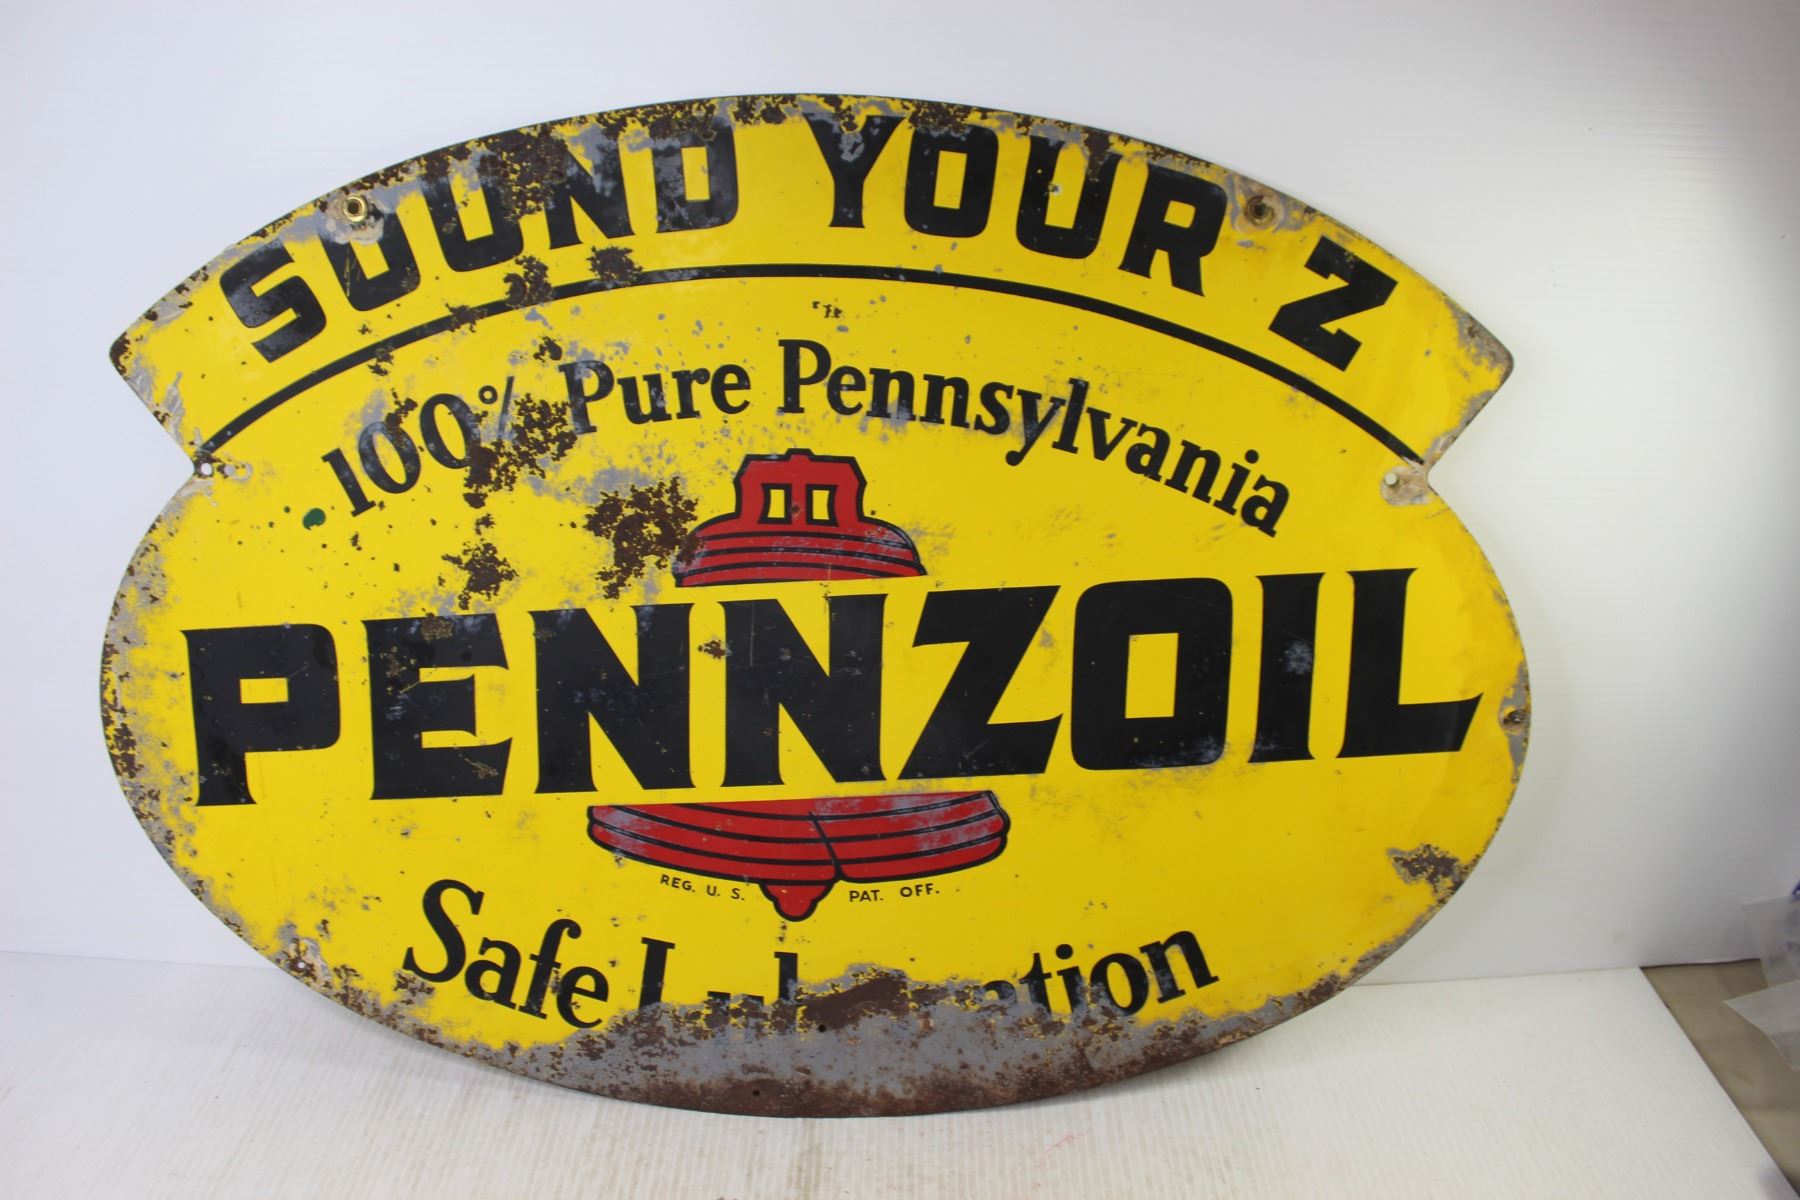 SOUND YOUR Z
100% Pure Pennsylvania
PENNZOIL
REG. U. S. PAT. OFF.
Safe